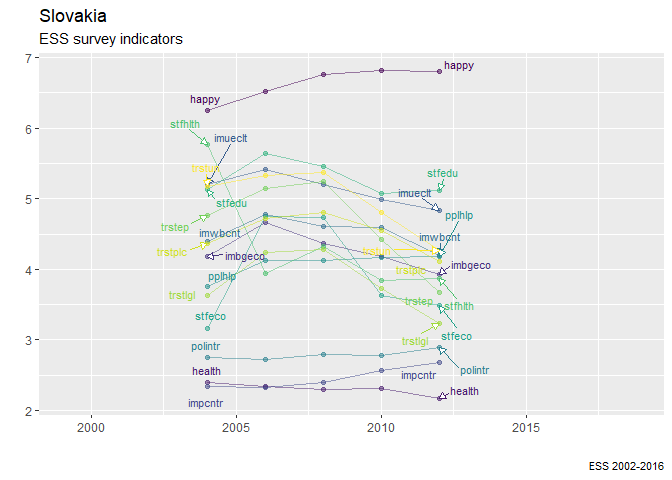 Slovakia
ESS survey indicators
7
happy
happy
6
stfhlth
imueclt
trstun
stfedu
imueclt
5
stfedu
pplhlp
trstep
imwbcnt
imwbcnt
trstplc
trstun
4
imbgeco
imbgeco
pplhlp
trstplc
trstlgl
trstep
stfhlth
stfeco
stfeco
3
trstlgl
polintr
health
impcntr
polintr
health
impcntr
2
2000
2005
2010
2015
ESS 2002-2016